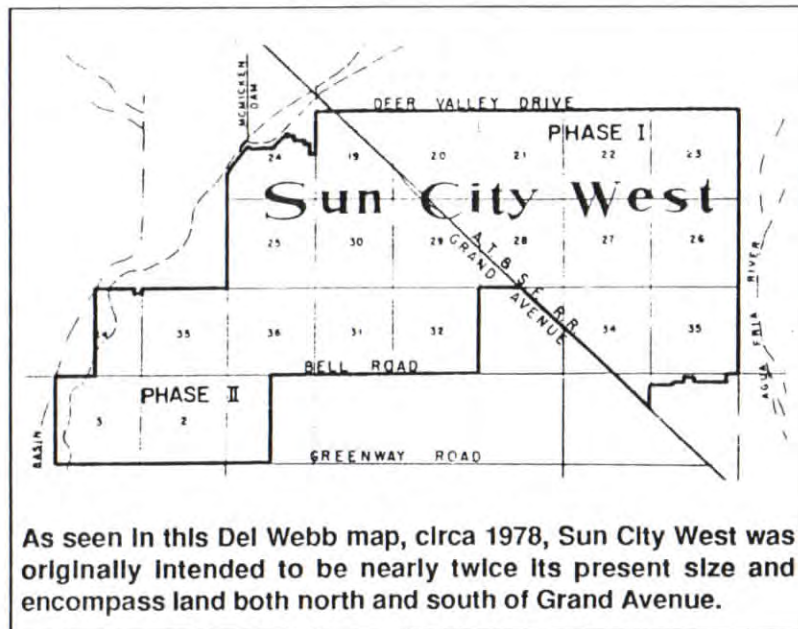 MCMICKEN
DAM
DEER VALLEY DRIVE
PHASE I
24 19 20 21 22 23
Sun City West
25 30 29 28 27 26
A. T. & S. F. R.R.
GRAND AVENUE
AGUA FRIA RIVER
35 36 31 32 34 35
BELL ROAD
PHASE II
3 2
BASIN
GREENWAY ROAD
As seen in this Del Webb map, circa 1978, Sun City West was
originally intended to be nearly twice its present size and
encompass land both north and south of Grand Avenue.